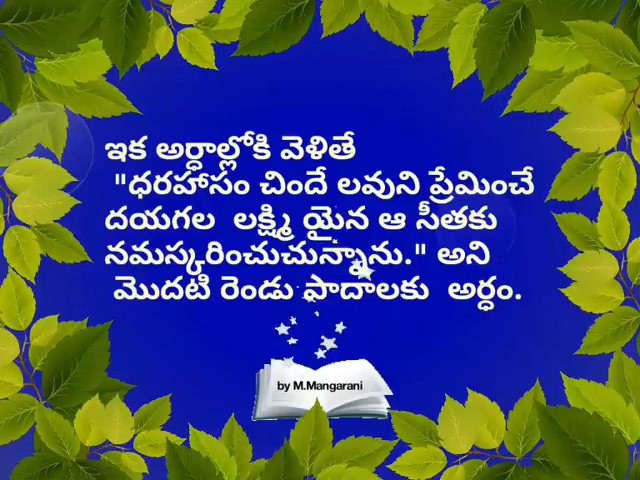 ఇక అర్ధాల్లోకి వెళితే
"ధరహాసం చిందే లవుని ప్రేమించే
దయగల లక్ష్మి యైన ఆ సీతకు
నమస్కరించుచున్నాను." అని
మొదటి రెండు పాదాలకు అర్ధం.
by M.Mangarani